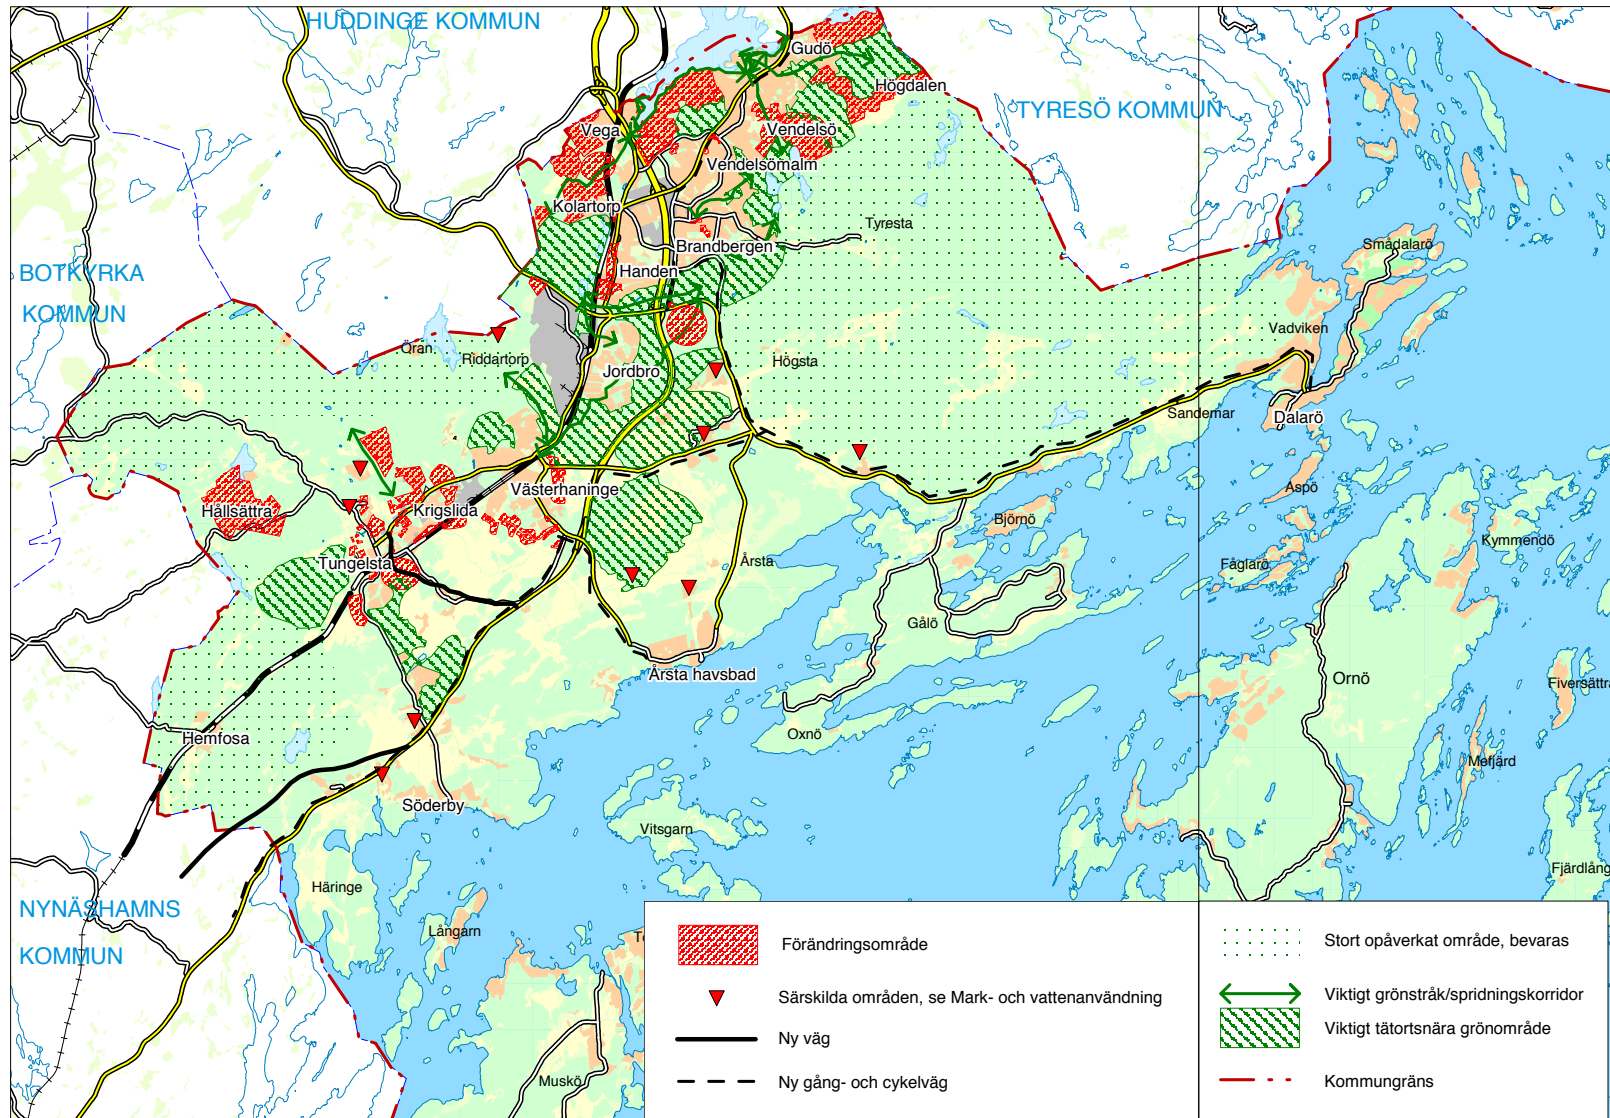 HUDDINGE KOMMUN
Gudö
Högdalen
TYRESÖ KOMMUN
Vega
Vendelsö
Vendelsömalm
Kolartorp
Tyresta
Brandbergen
Smådalarö
Handen
BOTKYRKA
KOMMUN
Vadviken
Öran
Riddartorp
Högsta
Jordbro
Sandemar
Dalarö
Västerhaninge
Aspö
Hållsättra
Krigslida
Björnö
Kymmendö
Tungelsta
Årsta
Fåglarö
Gålö
Årsta havsbad
Ornö
Fiversättra
Hemfosa
Oxnö
Mefjärd
Söderby
Vitsgarn
Fjärdlång
Häringe
NYNÄSHAMNS
KOMMUN
Långarn
Muskö
Förändringsområde
Särskilda områden, se Mark- och vattenanvändning
Ny väg
Ny gång- och cykelväg
Stort opåverkat område, bevaras
Viktigt grönstråk/spridningskorridor
Viktigt tätortsnära grönområde
Kommungräns